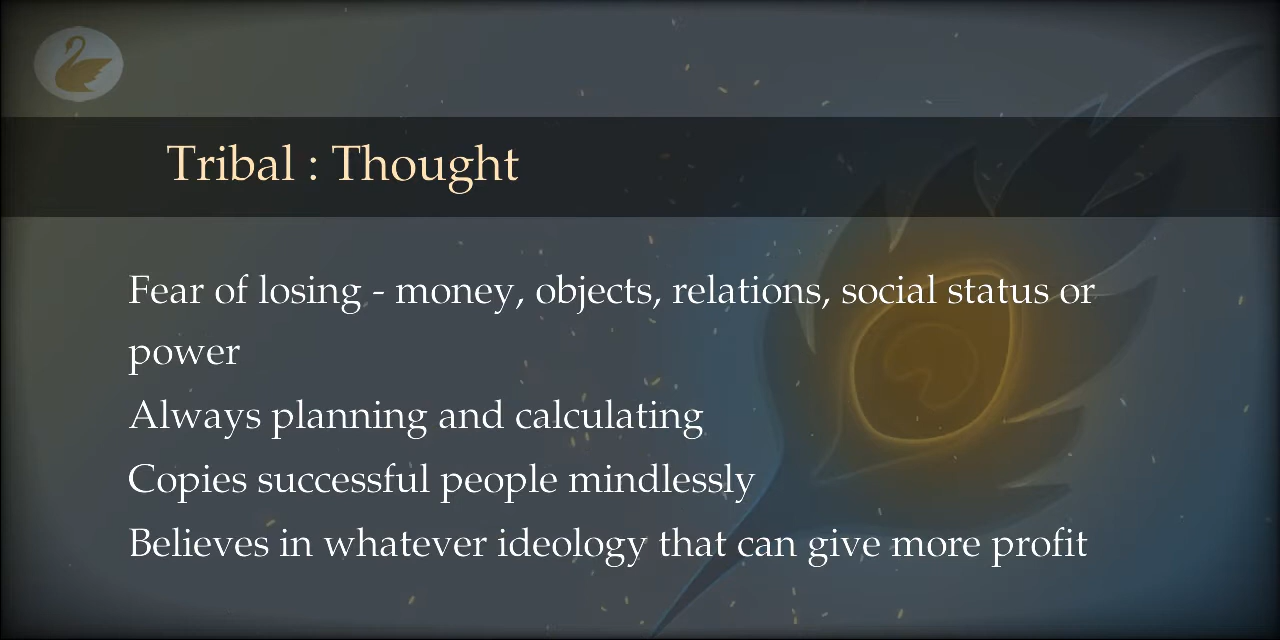 Tribal : Thought
Fear of losing - money, objects, relations, social status or
power
Always planning and calculating
Copies successful people mindlessly
Believes in whatever ideology that can give more profit